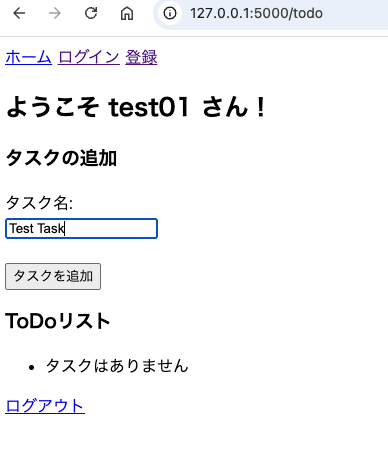 127.0.0.1:5000/todo
ホーム ログイン 登録
ようこそ test01 さん！
タスクの追加
タスク名:
Test Task
タスクを追加
ToDoリスト
タスクはありません
ログアウト